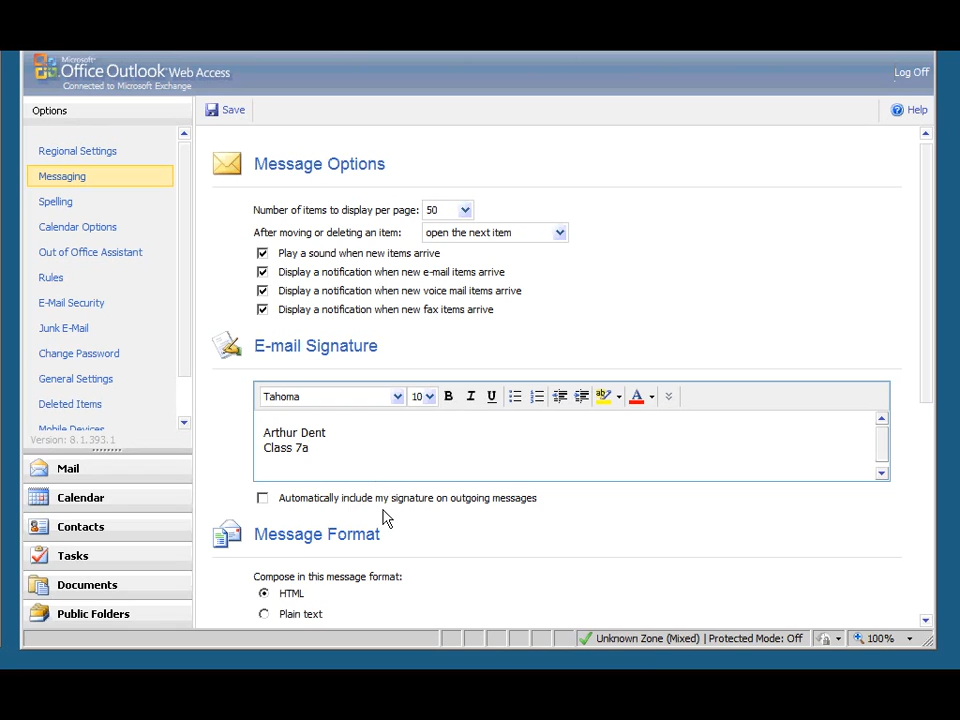 Microsoft®
Office Outlook Web Access
Connected to Microsoft Exchange
Log Off
Options
Save
Help
Regional Settings
Messaging
Spelling
Calendar Options
Out of Office Assistant
Rules
E-Mail Security
Junk E-Mail
Change Password
General Settings
Deleted Items
Mobile Devices
Version: 8.1.393.1
Mail
Calendar
Contacts
Tasks
Documents
Public Folders
Message Options
Number of items to display per page: 50
After moving or deleting an item: open the next item
Play a sound when new items arrive
Display a notification when new e-mail items arrive
Display a notification when new voice mail items arrive
Display a notification when new fax items arrive
E-mail Signature
Tahoma 10 B I U ab A
Arthur Dent
Class 7a
Automatically include my signature on outgoing messages
Message Format
Compose in this message format:
HTML
Plain text
Unknown Zone (Mixed) | Protected Mode: Off
100%